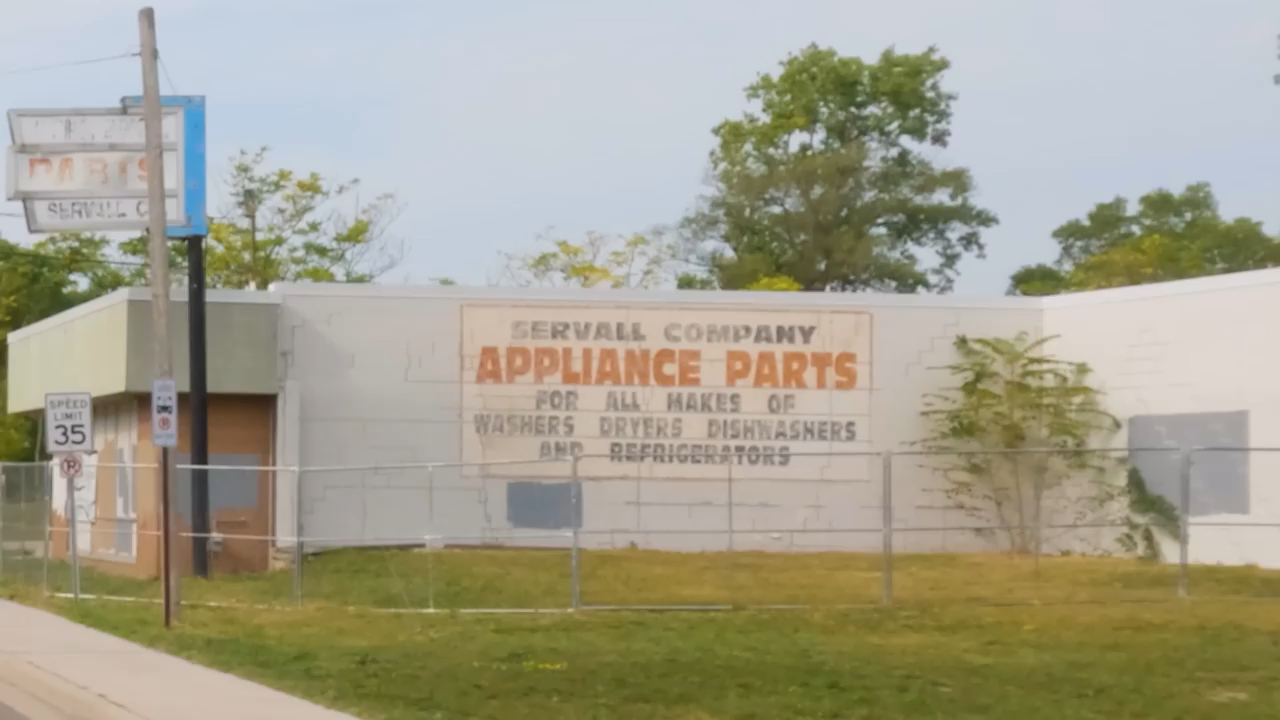 PARTS
SERVALL
SPEED
LIMIT
35
SERVALL COMPANY
APPLIANCE PARTS
FOR ALL MAKES OF
WASHERS DRYERS DISHWASHERS
AND REFRIGERATORS